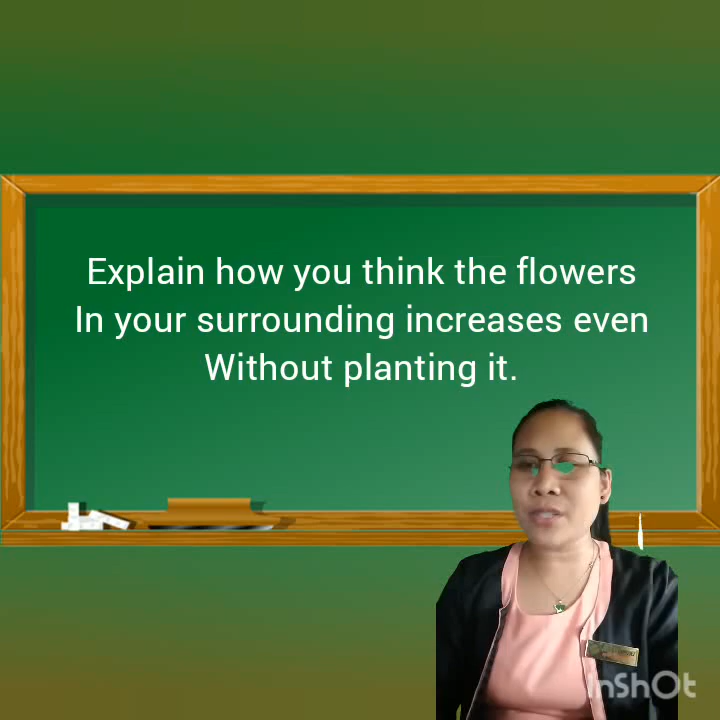 Explain how you think the flowers
In your surrounding increases even
Without planting it.
InShOt